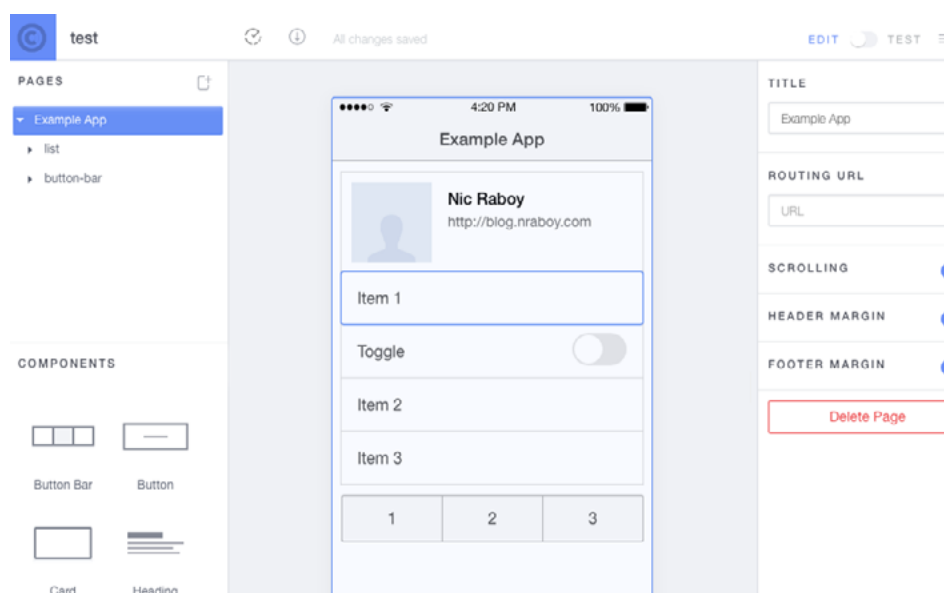 test
All changes saved
EDIT
TEST
PAGES
Example App
list
button-bar
COMPONENTS
Button Bar
Button
Card
Heading
4:20 PM
100%
Example App
Nic Raboy
http://blog.nraboy.com
Item 1
Toggle
Item 2
Item 3
1
2
3
TITLE
Example App
ROUTING URL
URL
SCROLLING
HEADER MARGIN
FOOTER MARGIN
Delete Page